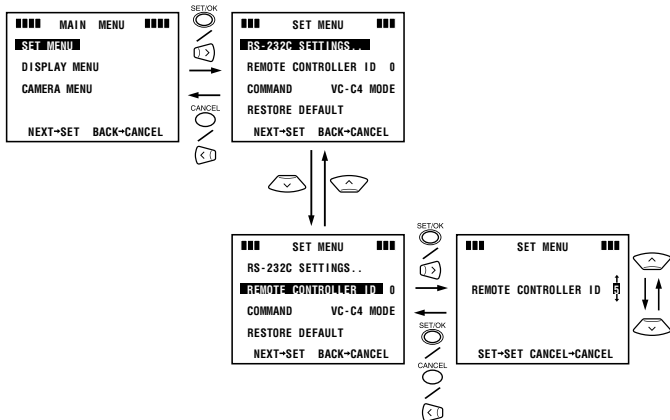 MAIN MENU
SET MENU
DISPLAY MENU
CAMERA MENU
NEXT→SET BACK→CANCEL
SET/OK
CANCEL
SET MENU
RS-232C SETTINGS..
REMOTE CONTROLLER ID 0
COMMAND VC-C4 MODE
RESTORE DEFAULT
NEXT→SET BACK→CANCEL
SET MENU
RS-232C SETTINGS..
REMOTE CONTROLLER ID 0
COMMAND VC-C4 MODE
RESTORE DEFAULT
NEXT→SET BACK→CANCEL
SET/OK
SET/OK
CANCEL
SET MENU
REMOTE CONTROLLER ID 5
SET→SET CANCEL→CANCEL